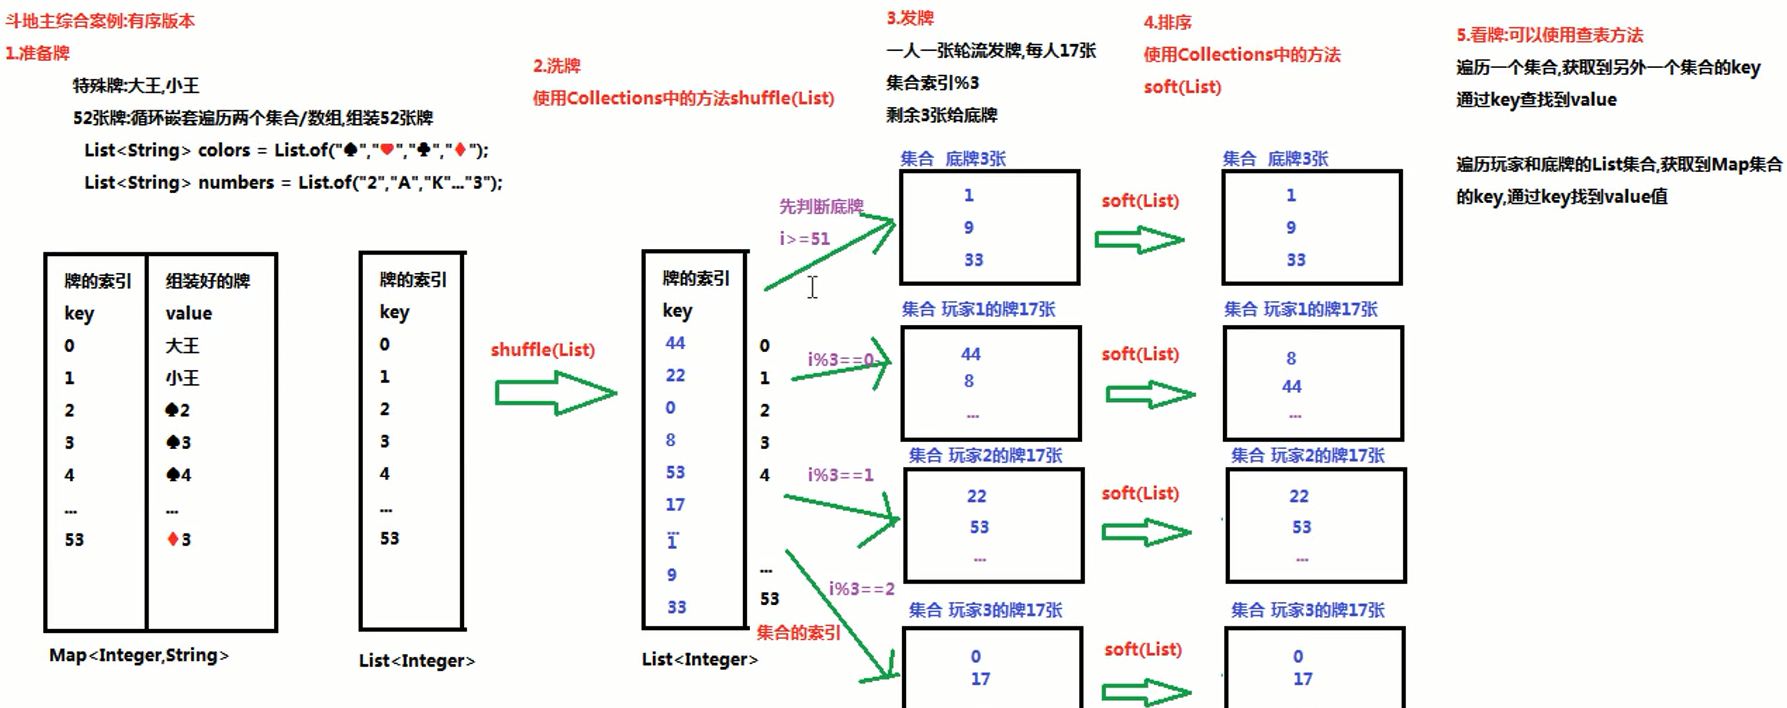 斗地主综合案例:有序版本
1.准备牌
特殊牌:大王,小王
52张牌:循环嵌套遍历两个集合/数组,组装52张牌
List<String> colors = List.of("♠","♥","♣","♦");
List<String> numbers = List.of("2","A","K"..."3");
牌的索引
key
0
1
2
3
4
...
53
组装好的牌
value
大王
小王
♠2
♠3
♠4
...
♦3
Map<Integer,String>
牌的索引
key
0
1
2
3
4
...
53
List<Integer>
2.洗牌
使用Collections中的方法shuffle(List)
shuffle(List)
牌的索引
key
44
22
0
8
53
17
...
1
9
33
List<Integer>
0
1
2
3
4
...
53
集合的索引
3.发牌
一人一张轮流发牌,每人17张
集合索引%3
剩余3张给底牌
先判断底牌
i>=51
i%3==0
i%3==1
i%3==2
集合 底牌3张
1
9
33
集合 玩家1的牌17张
44
8
...
集合 玩家2的牌17张
22
53
...
集合 玩家3的牌17张
0
17
4.排序
使用Collections中的方法
soft(List)
soft(List)
soft(List)
soft(List)
soft(List)
集合 底牌3张
1
9
33
集合 玩家1的牌17张
8
44
...
集合 玩家2的牌17张
22
53
...
集合 玩家3的牌17张
0
17
5.看牌:可以使用查表方法
遍历一个集合,获取到另外一个集合的key
通过key查找到value
遍历玩家和底牌的List集合,获取到Map集合
的key,通过key找到value值